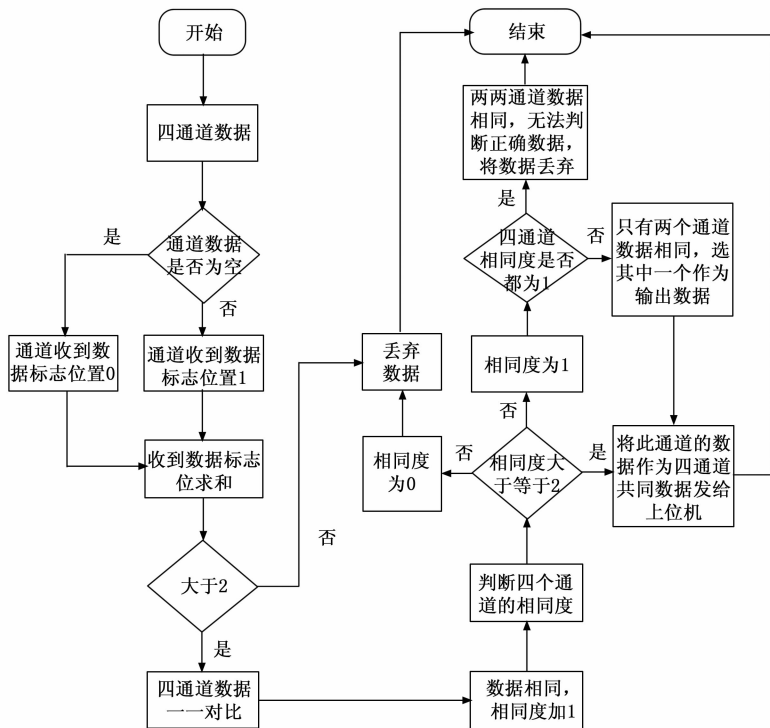 开始
四通道数据
通道数据
是否为空
是
否
通道收到数
据标志位置0
通道收到数据
标志位置1
收到数据标志
位求和
大于2
否
是
四通道数据
一一对比
数据相同,
相同度加1
判断四个通
道的相同度
相同度大
于等于2
否
否
是
相同度
为0
丢弃
数据
相同度为1
四通道
相同度是否
都为1
是
否
两两通道数据
相同，无法判
断正确数据，
将数据丢弃
只有两个通道
数据相同，选
其中一个作为
输出数据
将此通道的数
据作为四通道
共同数据发给
上位机
结束